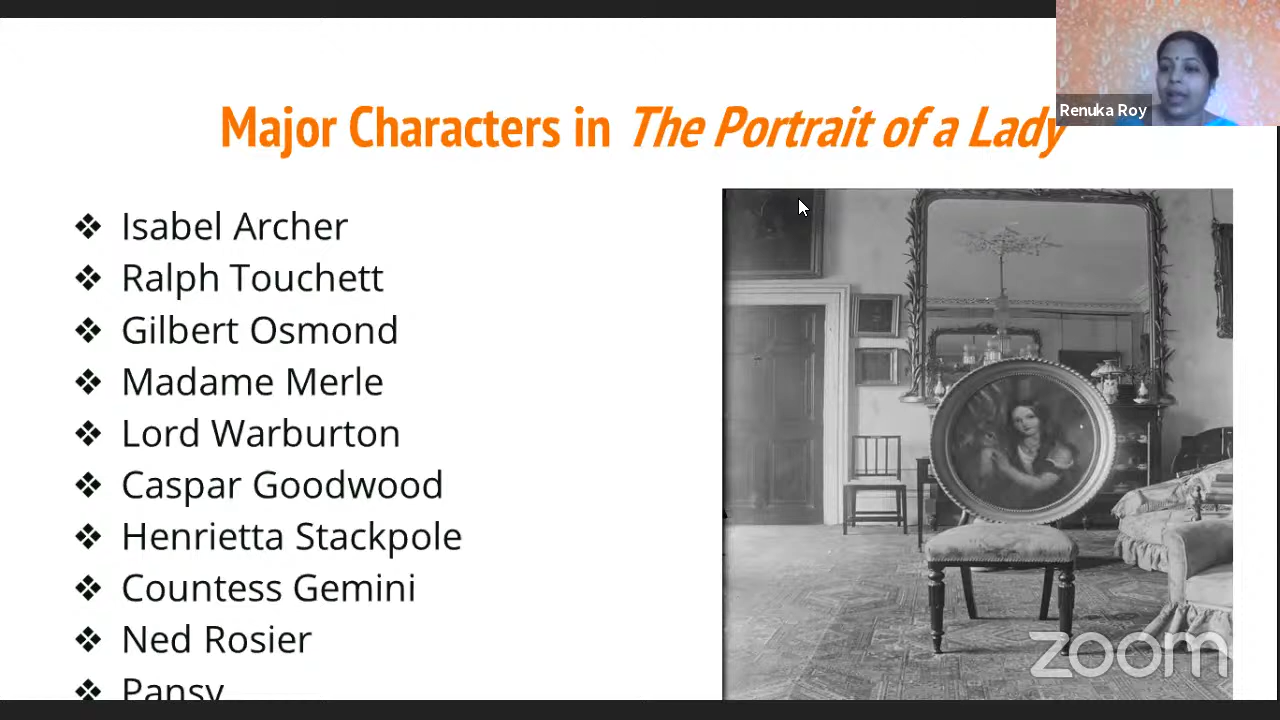 Major Characters in The Portrait of a Lady
Renuka Roy
❖ Isabel Archer
❖ Ralph Touchett
❖ Gilbert Osmond
❖ Madame Merle
❖ Lord Warburton
❖ Caspar Goodwood
❖ Henrietta Stackpole
❖ Countess Gemini
❖ Ned Rosier
❖ Pansy
zoom